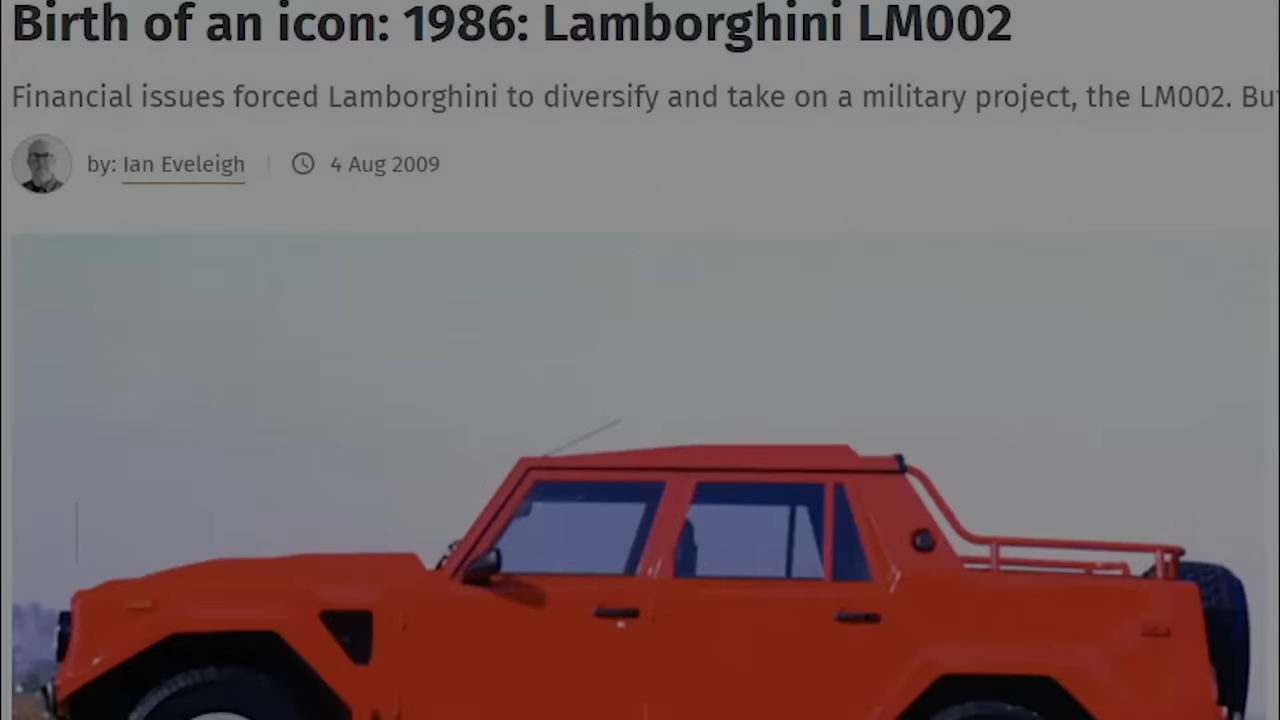 Birth of an icon: 1986: Lamborghini LM002
Financial issues forced Lamborghini to diversify and take on a military project, the LM002.
by: Ian Eveleigh
4 Aug 2009